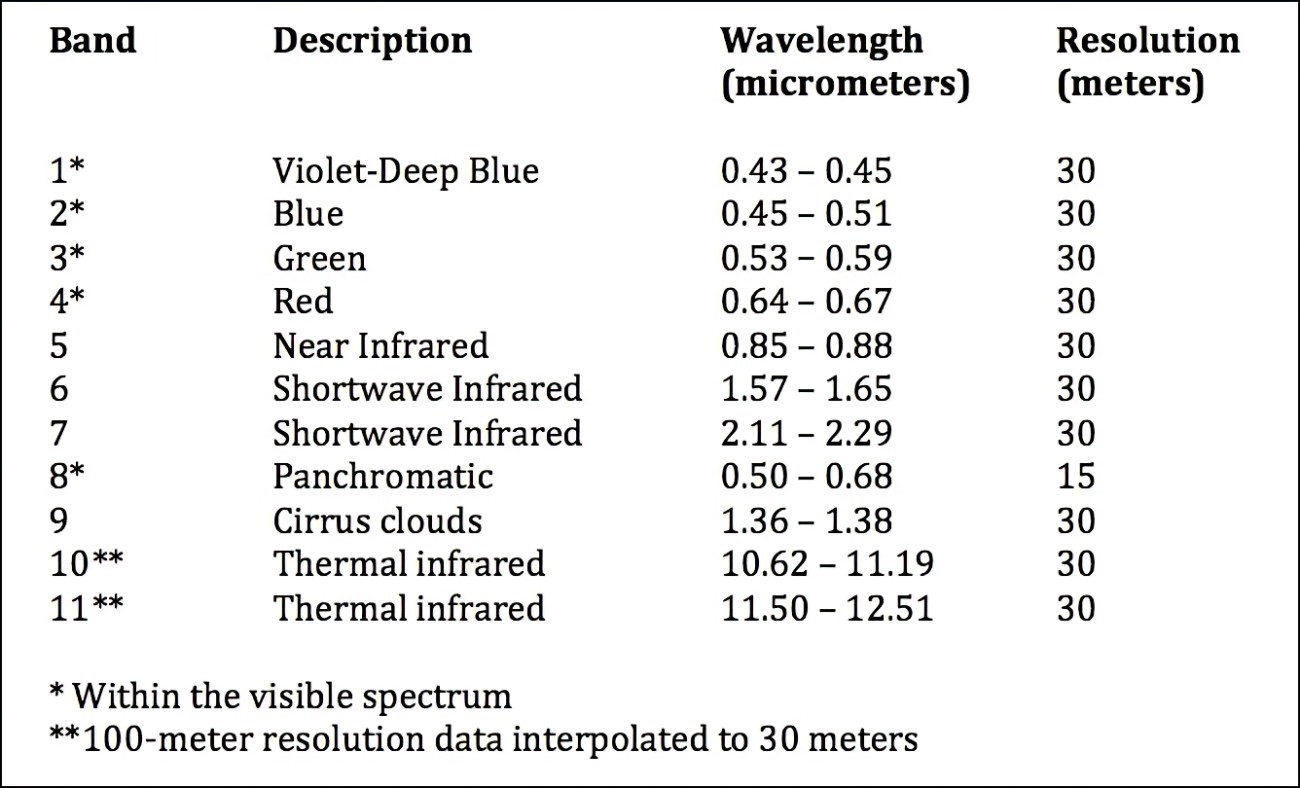 Band Description Wavelength (micrometers) Resolution (meters)
1* Violet-Deep Blue 0.43 – 0.45 30
2* Blue 0.45 – 0.51 30
3* Green 0.53 – 0.59 30
4* Red 0.64 – 0.67 30
5 Near Infrared 0.85 – 0.88 30
6 Shortwave Infrared 1.57 – 1.65 30
7 Shortwave Infrared 2.11 – 2.29 30
8* Panchromatic 0.50 – 0.68 15
9 Cirrus clouds 1.36 – 1.38 30
10** Thermal infrared 10.62 – 11.19 30
11** Thermal infrared 11.50 – 12.51 30
* Within the visible spectrum
**100-meter resolution data interpolated to 30 meters